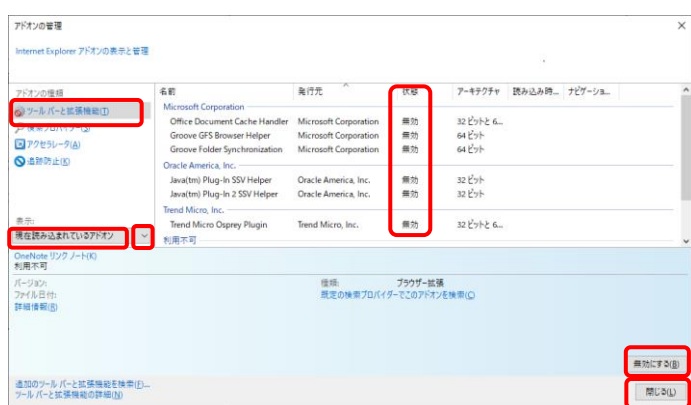 アドオンの管理
Internet Explorer アドオンの表示と管理
アドオンの種類
ツール バーと拡張機能(T)
検索プロバイダー(S)
アクセラレータ(A)
追跡防止(K)
表示:
現在読み込まれているアドオン
名前 発行元 状態 アーキテクチャ 読み込み時... ナビゲーショ...
Microsoft Corporation
Office Document Cache Handler Microsoft Corporation 無効 32 ビットと 6...
Groove GFS Browser Helper Microsoft Corporation 無効 64 ビット
Groove Folder Synchronization Microsoft Corporation 無効 64 ビット
Oracle America, Inc.
Java(tm) Plug-In SSV Helper Oracle America, Inc. 無効 32 ビット
Java(tm) Plug-In 2 SSV Helper Oracle America, Inc. 無効 32 ビット
Trend Micro, Inc.
Trend Micro Osprey Plugin Trend Micro, Inc. 無効 32 ビットと 6...
利用不可
OneNote リンク ノート(K)
利用不可
バージョン:
ファイル日付:
詳細情報(R)
種類: ブラウザー拡張
既定の検索プロバイダーでこのアドオンを検索(C)
無効にする(B)
追加のツール バーと拡張機能を検索(F)...
ツール バーと拡張機能の詳細(N)
閉じる(L)